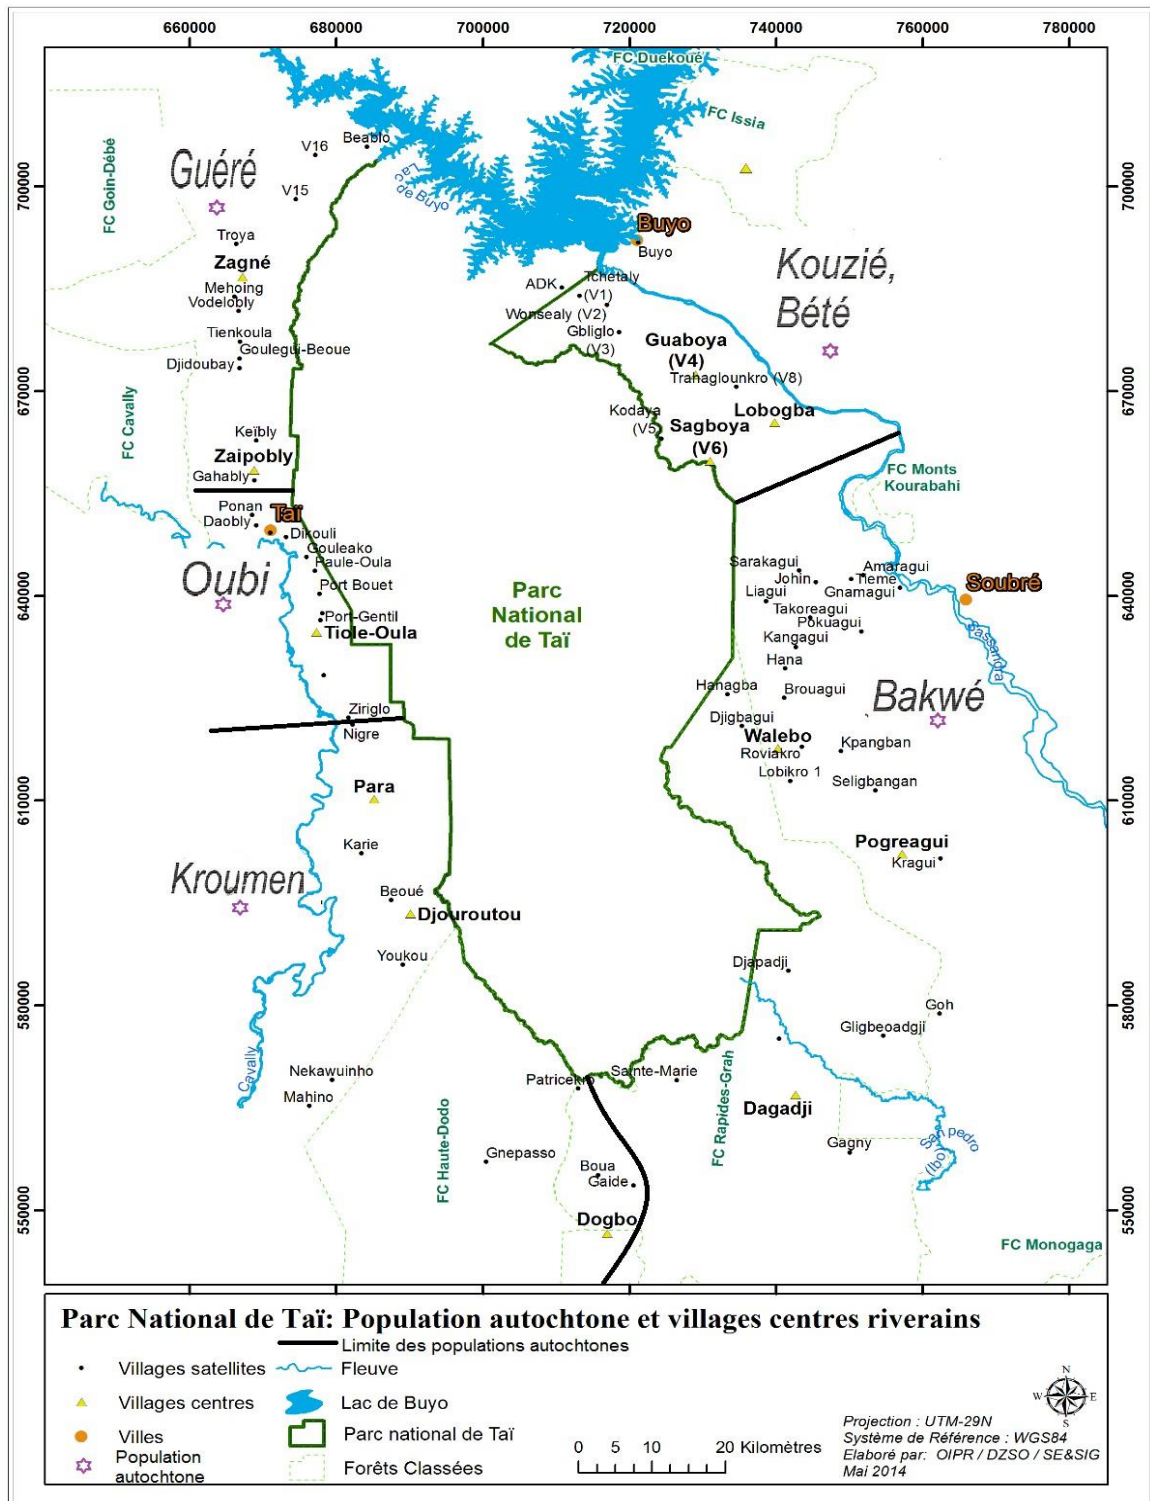 660000 680000 700000 720000 740000 760000 780000
FC Duekoué
FC Issia
Beablo
V16
Guéré
Lac de Buyo
FC Goin-Débé
700000
700000
V15
Troya
Buyo
Buyo
Zagné
Kouzié,
Bété
Mehoing
Vodelobly
ADK
Tchetaly
(V1)
Wonsealy (V2)
Gbliglo
(V3)
Tienkoula
Goulegui-Beoue
Djidoubay
Guaboya
(V4)
Trahaglounkro (V8)
670000
670000
FC Cavally
Kodaya
(V5)
Lobogba
Sagboya
(V6)
Keïbly
Zaipobly
Gahably
FC Monts
Kourabahi
Ponan
Taï
Daobly
Dikouli
Gouleako
Paule-Oula
Oubi
Port Bouet
Port-Gentil
Tiole-Oula
Parc
National
de Taï
640000
640000
Sarakagui
Amaragui
Johin
Tieme
Liagui
Gnamagui
Soubré
Takoreagui
Pokuagui
Kangagui
Sassandra
Hana
Hanagba
Brouagui
Bakwé
Ziriglo
Nigre
Djigbagui
Walebo
Roviakro
Kpangban
Lobikro 1
Seligbangan
610000
610000
Para
Karie
Pogreagui
Kragui
Kroumen
Beoué
Djouroutou
Youkou
Djapadji
580000
580000
Goh
Gligbeoadgji
Cavally
Nekawuinho
Mahino
Patricekro
Sainte-Marie
FC Rapides-Grah
Dagadji
FC Haute-Dodo
San pedro
(Ibo)
Gagny
Gnepasso
Boua
Gaide
550000
550000
Dogbo
FC Monogaga
Parc National de Taï: Population autochtone et villages centres riverains
Limite des populations autochtones
Villages satellites
Fleuve
Villages centres
Lac de Buyo
Villes
Parc national de Taï
Population
autochtone
Forêts Classées
0 5 10 20 Kilomètres
N
W E
S
Projection : UTM-29N
Système de Référence : WGS84
Elaboré par: OIPR / DZSO / SE&SIG
Mai 2014